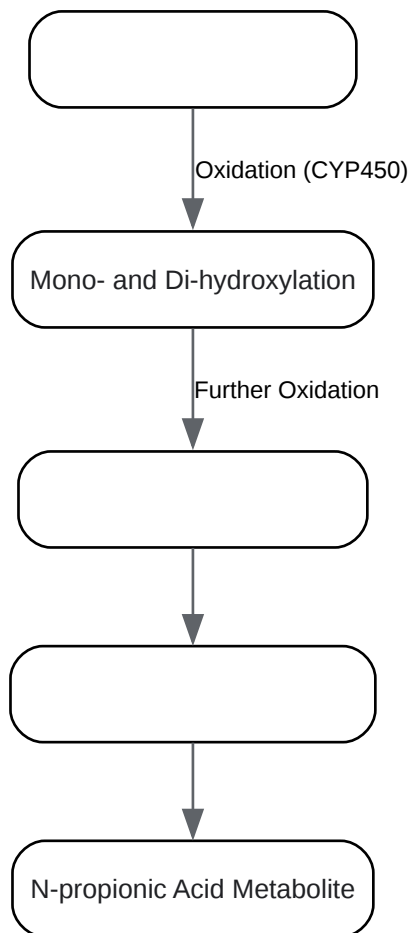 Oxidation (CYP450)
Mono- and Di-hydroxylation
Further Oxidation
N-propionic Acid Metabolite